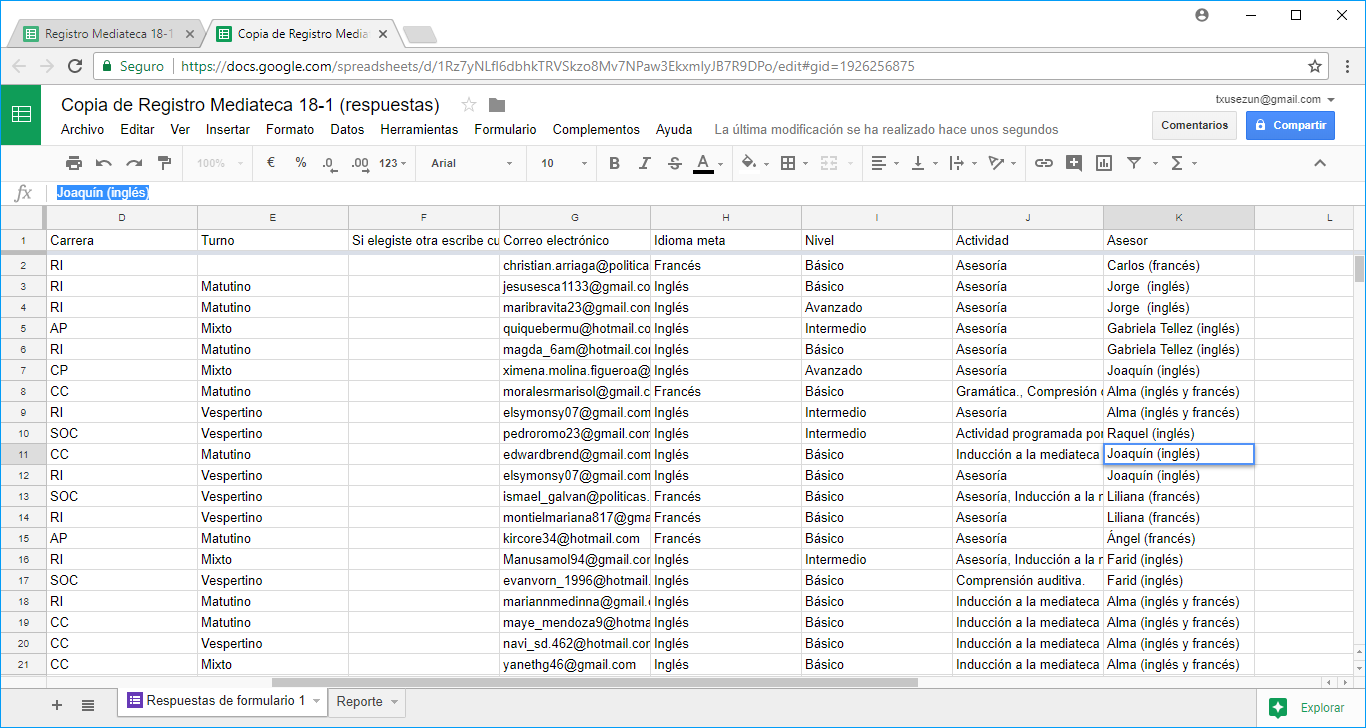 Registro Mediateca 18-1
Copia de Registro Media
Seguro https://docs.google.com/spreadsheets/d/1Rz7yNLfl6dbhkTRVSkzo8Mv7NPaw3EkxmlyJB7R9DPo/edit#gid=1926256875
Copia de Registro Mediateca 18-1 (respuestas)
txusezun@gmail.com
Archivo Editar Ver Insertar Formato Datos Herramientas Formulario Complementos Ayuda La última modificación se ha realizado hace unos segundos
Comentarios Compartir
100% € % .0 .00 123 Arial 10 B I S A Σ
fx Joaquín (inglés)
D E F G H I J K L
1 Carrera Turno Si elegiste otra escribe cu Correo electrónico Idioma meta Nivel Actividad Asesor
2 RI christian.arriaga@politica Francés Básico Asesoría Carlos (francés)
3 RI Matutino jesusesca1133@gmail.co Inglés Básico Asesoría Jorge (inglés)
4 RI Matutino maribravita23@gmail.com Inglés Avanzado Asesoría Jorge (inglés)
5 AP Mixto quiquebermu@hotmail.co Inglés Intermedio Asesoría Gabriela Tellez (inglés)
6 RI Matutino magda_6am@hotmail.com Inglés Básico Asesoría Gabriela Tellez (inglés)
7 CP Mixto ximena.molina.figueroa@ Inglés Avanzado Asesoría Joaquín (inglés)
8 CC Matutino moralesrmarisol@gmail.c Francés Básico Gramática., Compresión Alma (inglés y francés)
9 RI Vespertino elsymonsy07@gmail.com Inglés Intermedio Asesoría Alma (inglés y francés)
10 SOC Vespertino pedroromo23@gmail.com Inglés Intermedio Actividad programada por Raquel (inglés)
11 CC Matutino edwardbrend@gmail.com Inglés Básico Inducción a la mediateca Joaquín (inglés)
12 RI Vespertino elsymonsy07@gmail.com Inglés Básico Asesoría Joaquín (inglés)
13 SOC Vespertino ismael_galvan@politicas. Francés Básico Asesoría, Inducción a la Liliana (francés)
14 RI Vespertino montielmariana817@gma Francés Básico Asesoría Liliana (francés)
15 AP Matutino kircore34@hotmail.com Francés Básico Asesoría Ángel (francés)
16 RI Mixto Manusamol94@gmail.com Inglés Intermedio Asesoría, Inducción a la Farid (inglés)
17 SOC Vespertino evanvorn_1996@hotmail. Inglés Básico Comprensión auditiva. Farid (inglés)
18 RI Matutino mariannmedinna@gmail. Inglés Básico Inducción a la mediateca Alma (inglés y francés)
19 CC Matutino maye_mendoza9@hotma Inglés Básico Inducción a la mediateca Alma (inglés y francés)
20 CC Vespertino navi_sd.462@hotmail.com Inglés Básico Inducción a la mediateca Alma (inglés y francés)
21 CC Mixto yanethg46@gmail.com Inglés Básico Inducción a la mediateca Alma (inglés y francés)
Respuestas de formulario 1 Reporte Explorar